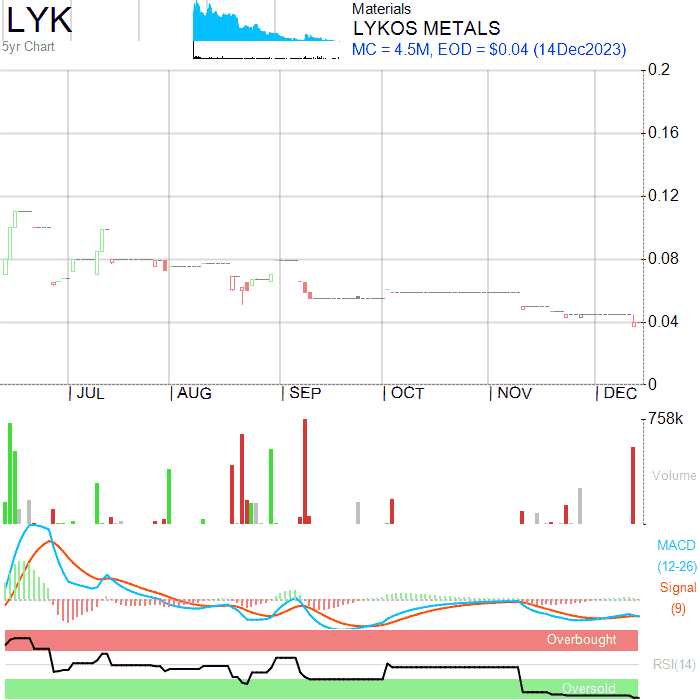 LYK
5yr Chart
Materials
LYKOS METALS
MC = 4.5M, EOD = $0.04 (14Dec2023)
0.2
0.16
0.12
0.08
0.04
0
JUL AUG SEP OCT NOV DEC
758k
Volume
MACD
(12-26)
Signal
(9)
Overbought
RSI(14)
Oversold